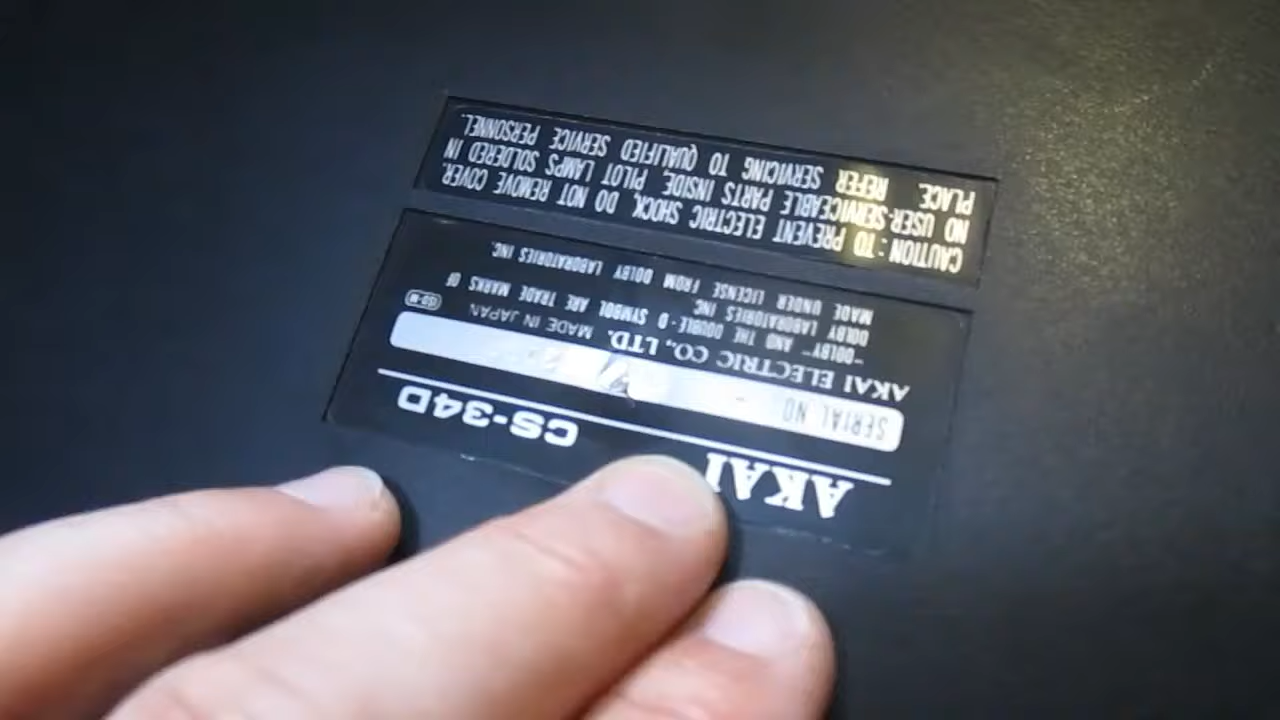 AKAI CS-34D
SERIAL NO
AKAI ELECTRIC CO., LTD. MADE IN JAPAN
"DOLBY" AND THE DOUBLE-D SYMBOL ARE TRADE MARKS OF
DOLBY LABORATORIES INC
MADE UNDER LICENSE FROM DOLBY LABORATORIES INC.
CAUTION: TO PREVENT ELECTRIC SHOCK, DO NOT REMOVE COVER.
NO USER-SERVICEABLE PARTS INSIDE, PILOT LAMPS SOLDERED IN
PLACE. REFER SERVICING TO QUALIFIED SERVICE PERSONNEL.